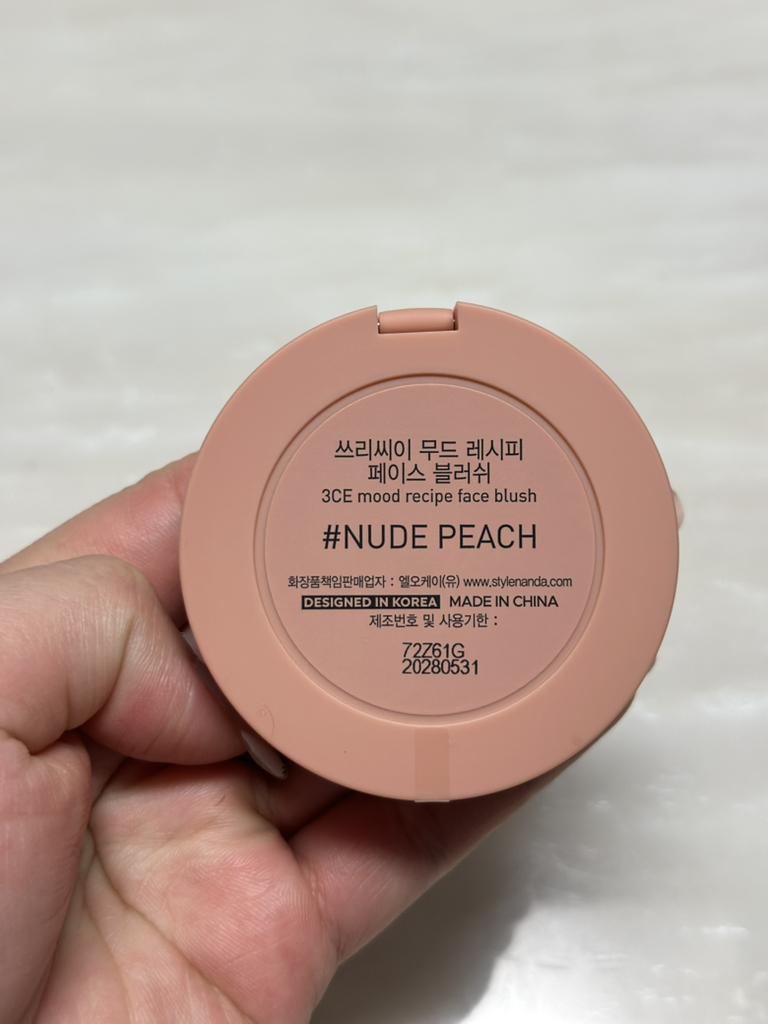 쓰리씨이 무드 레시피
페이스 블러쉬
3CE mood recipe face blush
#NUDE PEACH
화장품책임판매업자 : 엘오케이(유) www.stylenanda.com
DESIGNED IN KOREA MADE IN CHINA
제조번호 및 사용기한 :
72Z61G
20280531